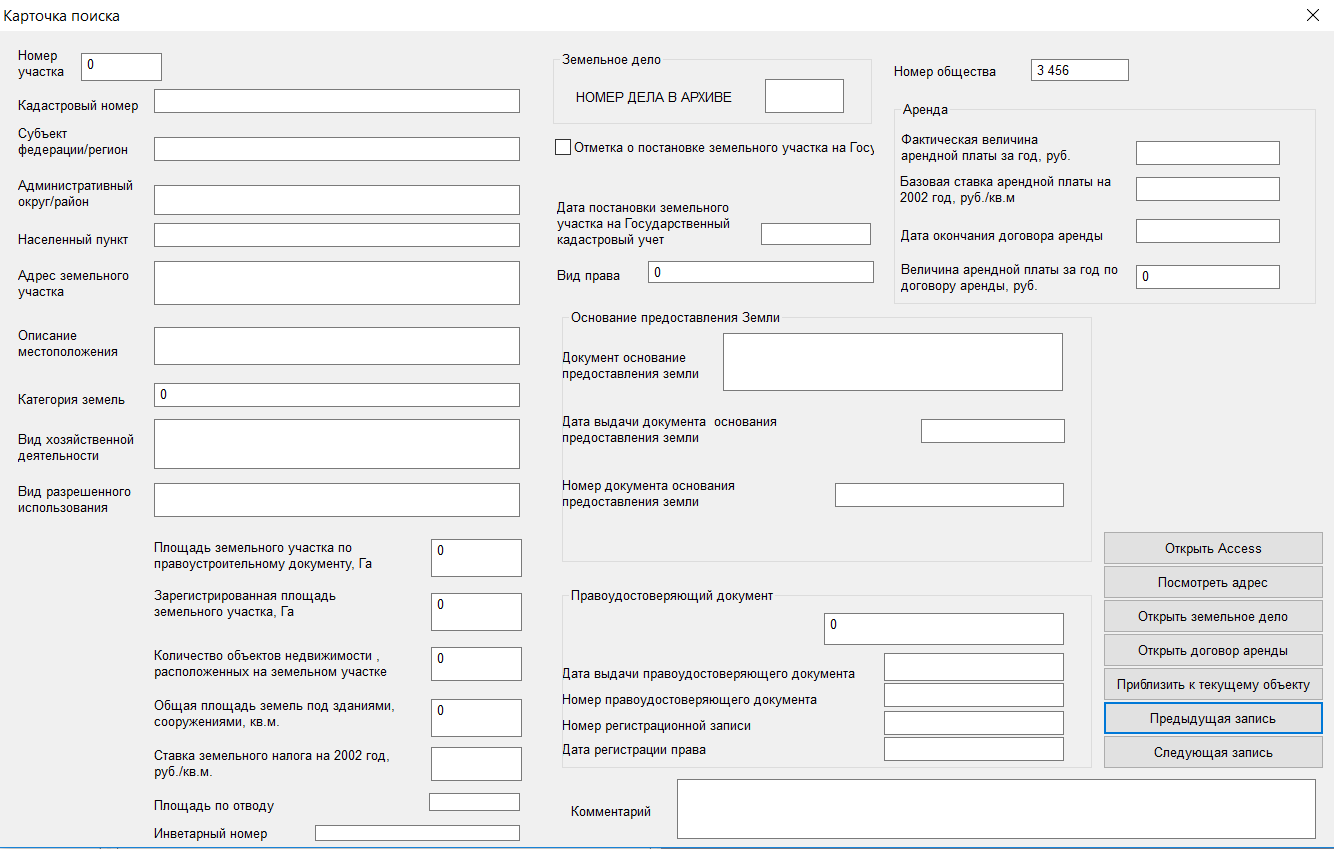 Карточка поиска
Номер
участка
0
Кадастровый номер
Субъект
федерации/регион
Административный
округ/район
Населенный пункт
Адрес земельного
участка
Описание
местоположения
Категория земель
0
Вид хозяйственной
деятельности
Вид разрешенного
использования
Площадь земельного участка по
правоустроительному документу, Га
0
Зарегистрированная площадь
земельного участка, Га
0
Количество объектов недвижимости ,
расположенных на земельном участке
0
Общая площадь земель под зданиями,
сооружениями, кв.м.
0
Ставка земельного налога на 2002 год,
руб./кв.м.
Площадь по отводу
Инветарный номер
Земельное дело
НОМЕР ДЕЛА В АРХИВЕ
Отметка о постановке земельного участка на Госу
Дата постановки земельного
участка на Государственный
кадастровый учет
Вид права
0
Основание предоставления Земли
Документ основание
предоставления земли
Дата выдачи документа основания
предоставления земли
Номер документа основания
предоставления земли
Правоудостоверяющий документ
0
Дата выдачи правоудостоверяющего документа
Номер правоудостоверяющего документа
Номер регистрационной записи
Дата регистрации права
Комментарий
Номер общества
3 456
Аренда
Фактическая величина
арендной платы за год, руб.
Базовая ставка арендной платы на
2002 год, руб./кв.м
Дата окончания договора аренды
Величина арендной платы за год по
договору аренды, руб.
0
Открыть Access
Посмотреть адрес
Открыть земельное дело
Открыть договор аренды
Приблизить к текущему объекту
Предыдущая запись
Следующая запись